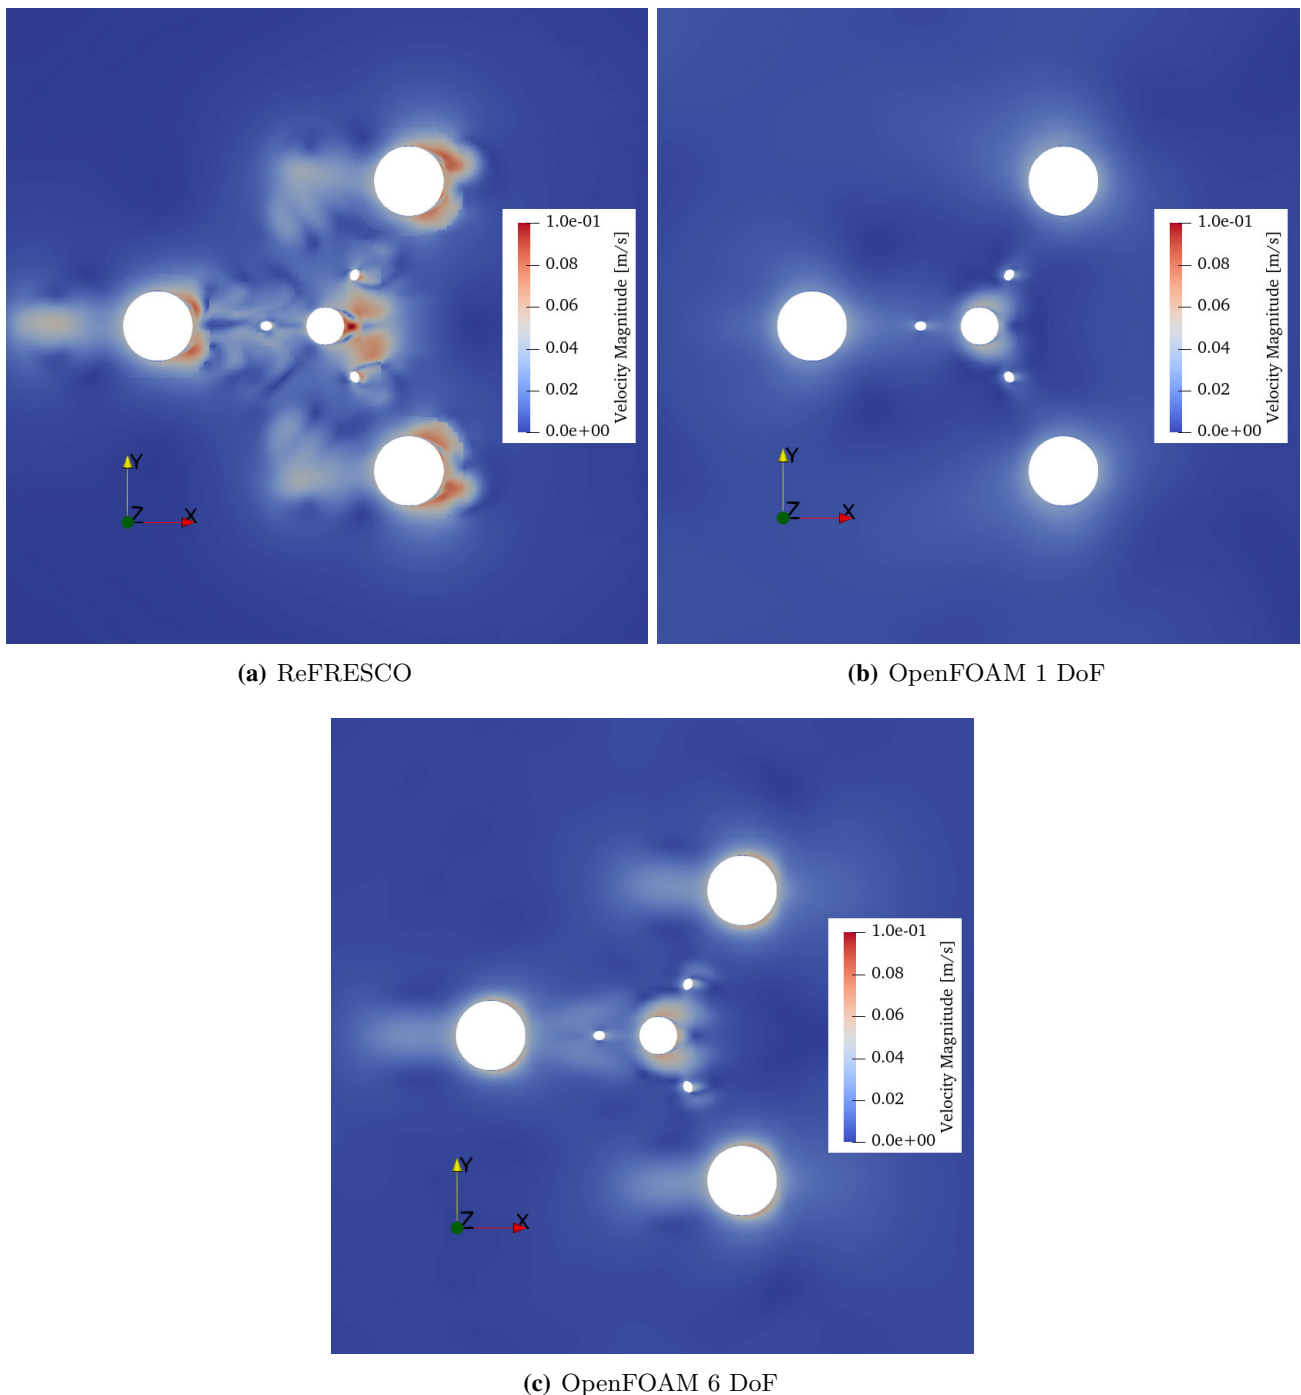 1.0e-01
0.08
0.06
0.04
0.02
0.0e+00
Velocity Magnitude [m/s]
Y
Z
X
(a) ReFRESCO
1.0e-01
0.08
0.06
0.04
0.02
0.0e+00
Velocity Magnitude [m/s]
Y
Z
X
(b) OpenFOAM 1 DoF
1.0e-01
0.08
0.06
0.04
0.02
0.0e+00
Velocity Magnitude [m/s]
Y
Z
X
(c) OpenFOAM 6 DoF